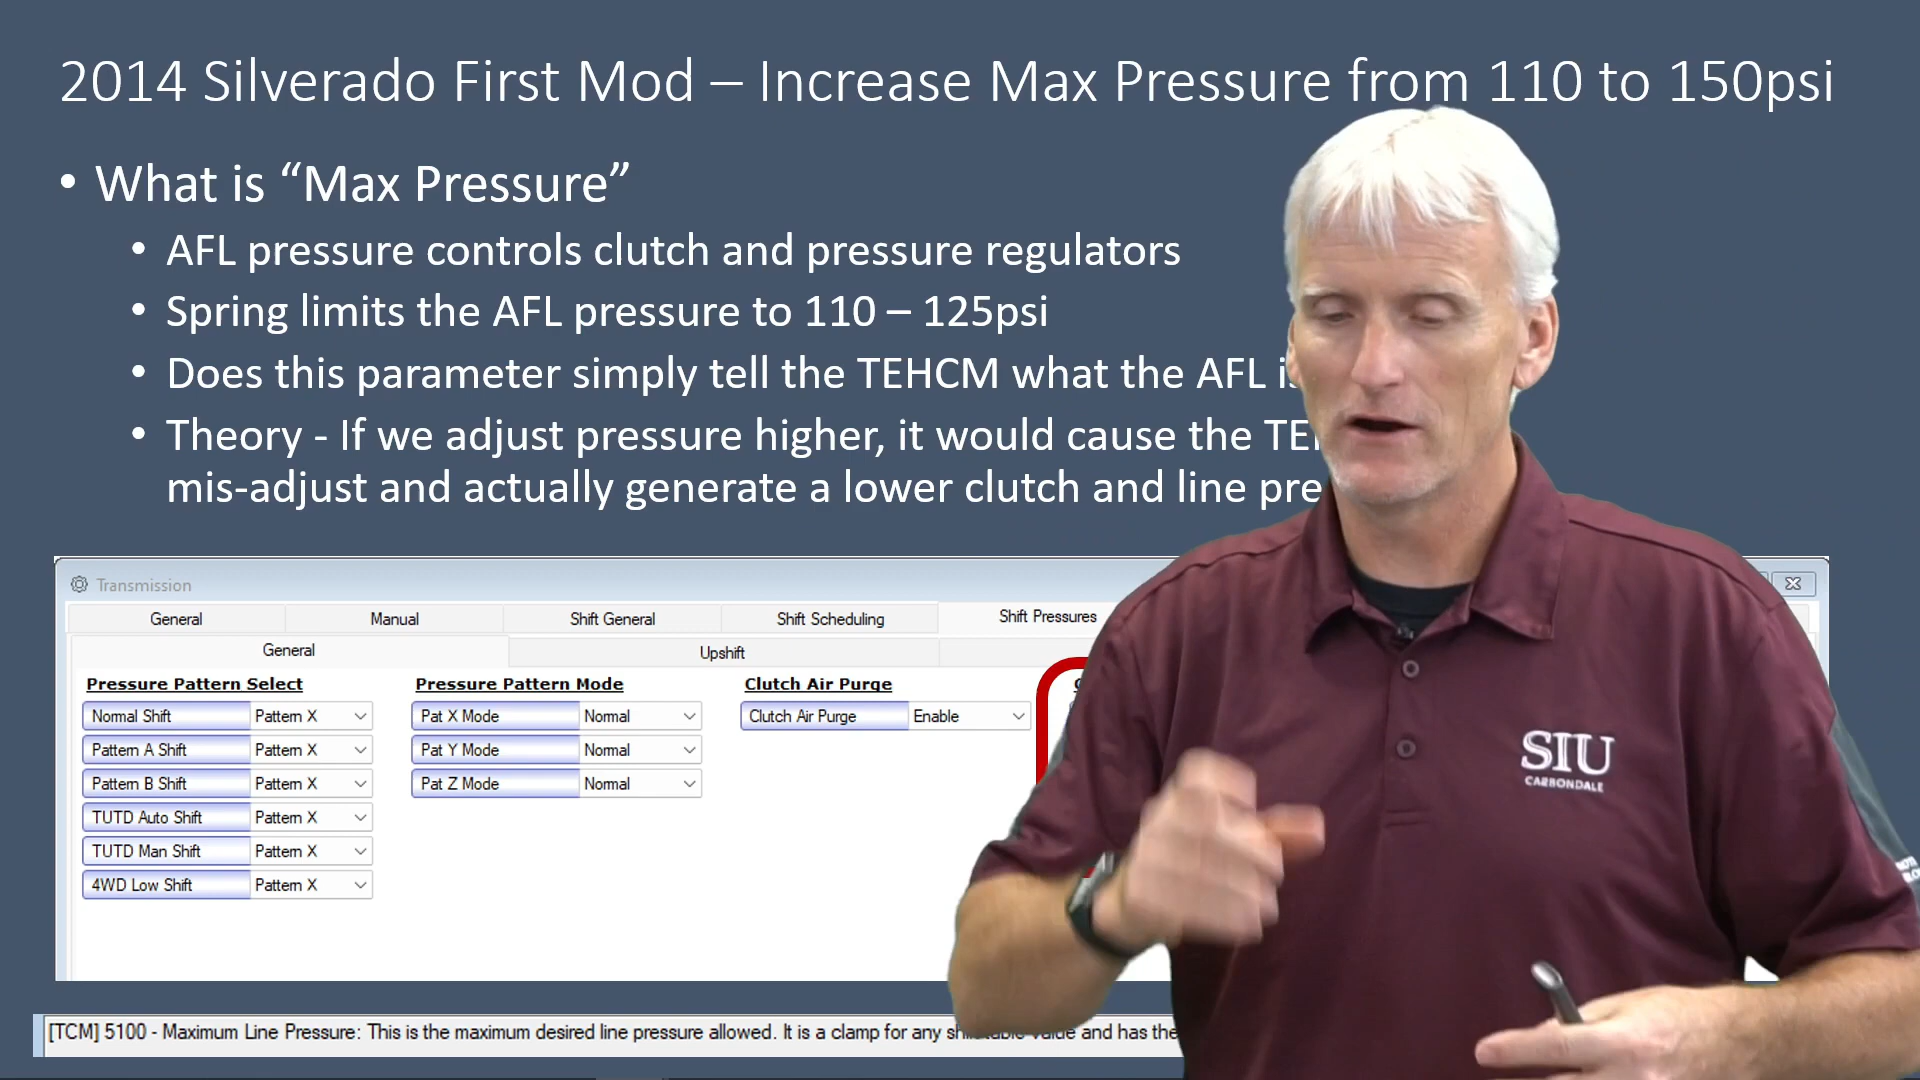 2014 Silverado First Mod – Increase Max Pressure from 110 to 150psi
• What is “Max Pressure”
• AFL pressure controls clutch and pressure regulators
• Spring limits the AFL pressure to 110 – 125psi
• Does this parameter simply tell the TEHCM what the AFL
• Theory - If we adjust pressure higher, it would cause the
mis-adjust and actually generate a lower clutch and line
Transmission
General Manual Shift General Shift Scheduling Shift Pressures
General Upshift
Pressure Pattern Select Pressure Pattern Mode Clutch Air Purge
Normal Shift Pattern X Pat X Mode Normal Clutch Air Purge Enable
Pattern A Shift Pattern X Pat Y Mode Normal
Pattern B Shift Pattern X Pat Z Mode Normal
TUTD Auto Shift Pattern X
TUTD Man Shift Pattern X
4WD Low Shift Pattern X
SIU
CARBONDALE
[TCM] 5100 - Maximum Line Pressure: This is the maximum desired line pressure allowed. It is a clamp for any value and has the